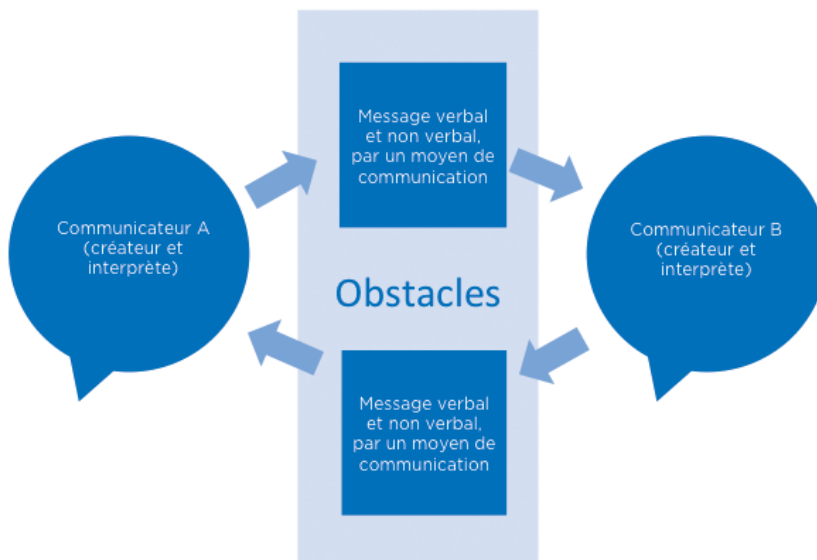 Message verbal
et non verbal,
par un moyen de
communication
Communicateur A
(créateur et
interprète)
Communicateur B
(créateur et
interprète)
Obstacles
Message verbal
et non verbal,
par un moyen de
communication